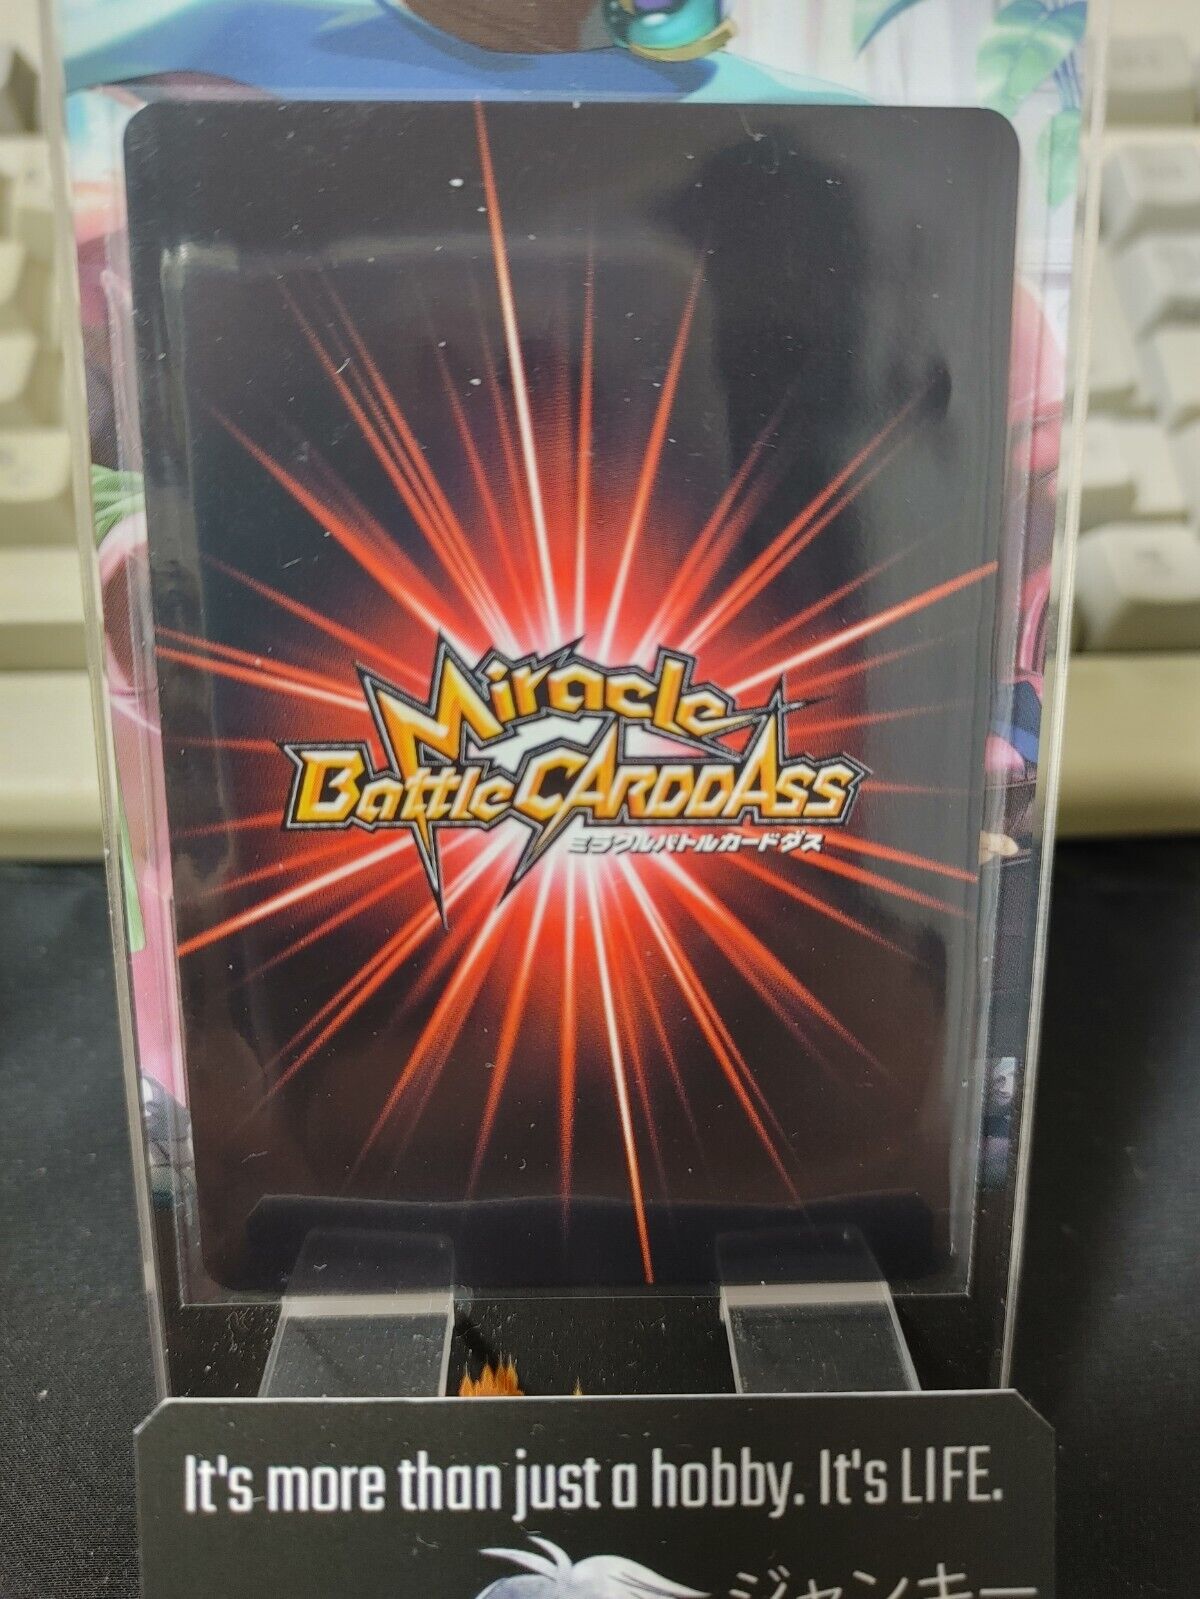 Miracle
Battle CARDDASS
ミラクルバトルカードダス
It's more than just a hobby. It's LIFE.
ジャンキー